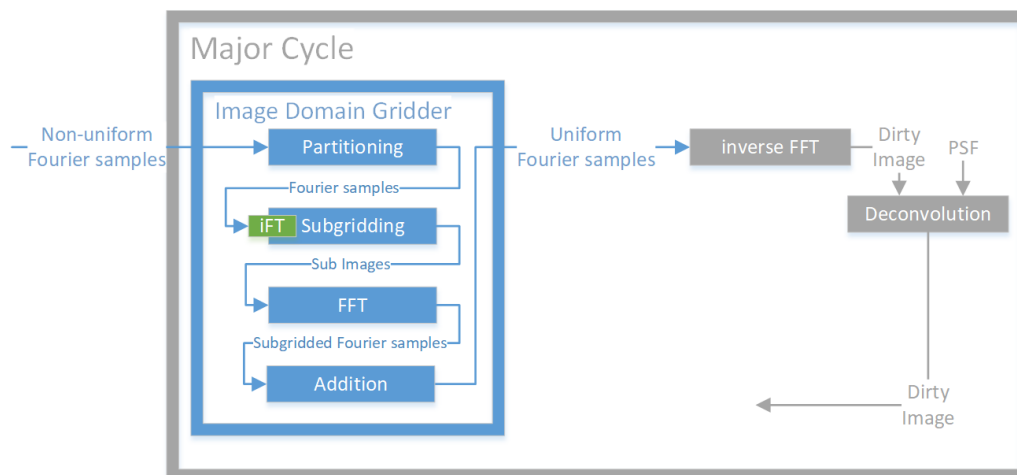 Major Cycle
Image Domain Gridder
Non-uniform
Fourier samples
Partitioning
Fourier samples
iFT
Subgridding
Sub Images
FFT
Subgridded Fourier samples
Addition
Uniform
Fourier samples
inverse FFT
Dirty
Image
PSF
Deconvolution
Dirty
Image